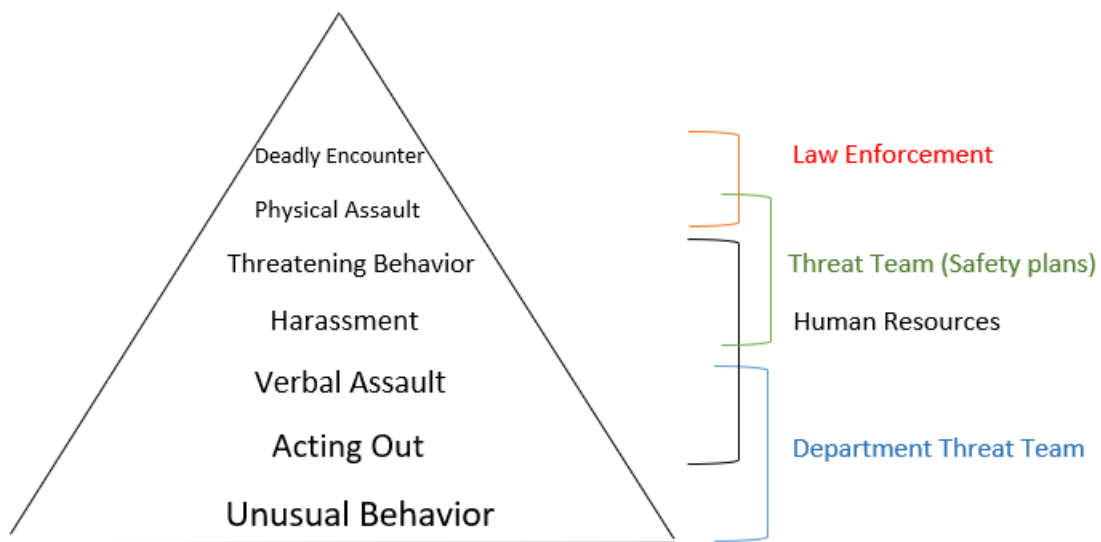 Deadly Encounter
Physical Assault
Threatening Behavior
Harassment
Verbal Assault
Acting Out
Unusual Behavior
Law Enforcement
Threat Team (Safety plans)
Human Resources
Department Threat Team